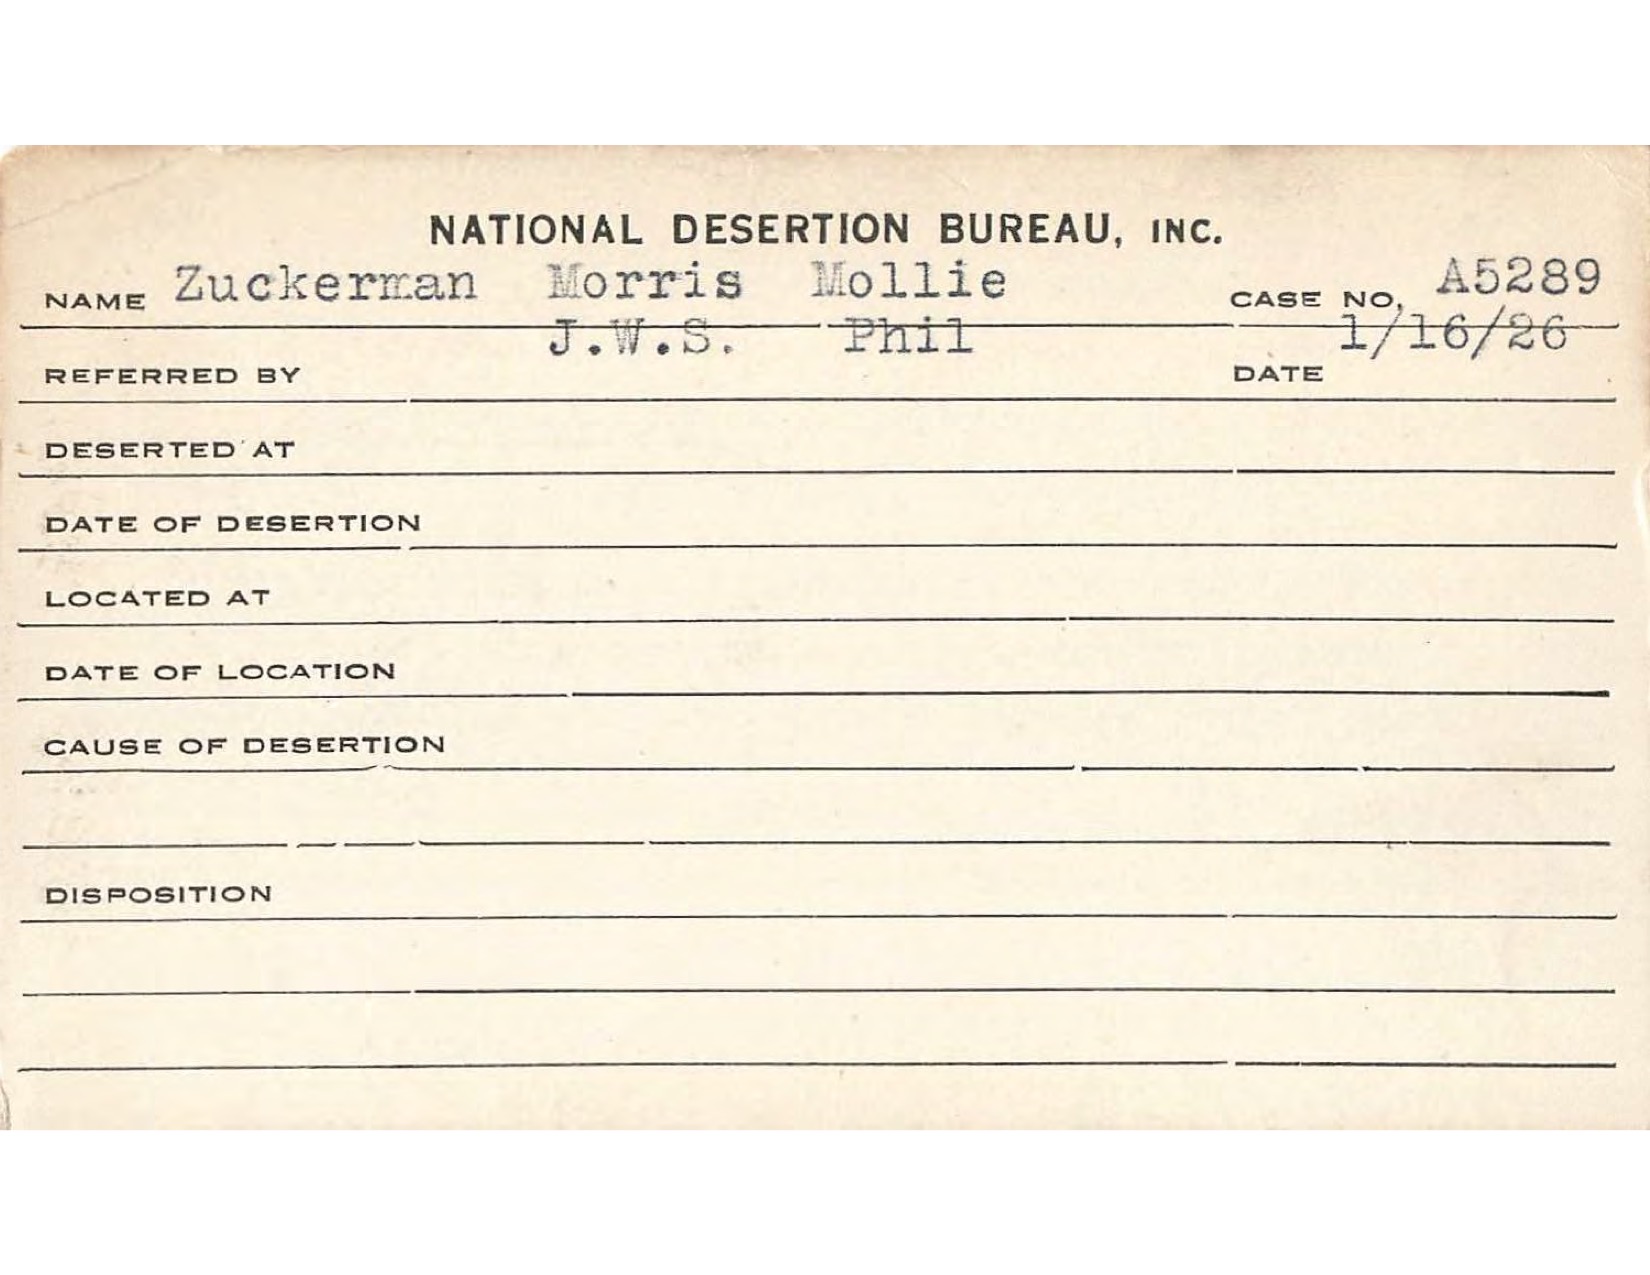 NATIONAL DESERTION BUREAU, INC.
NAME Zuckerman Morris Mollie CASE NO, A5289
REFERRED BY J.W.S. Phil DATE 1/16/26
DESERTED AT
DATE OF DESERTION
LOCATED AT
DATE OF LOCATION
CAUSE OF DESERTION
DISPOSITION